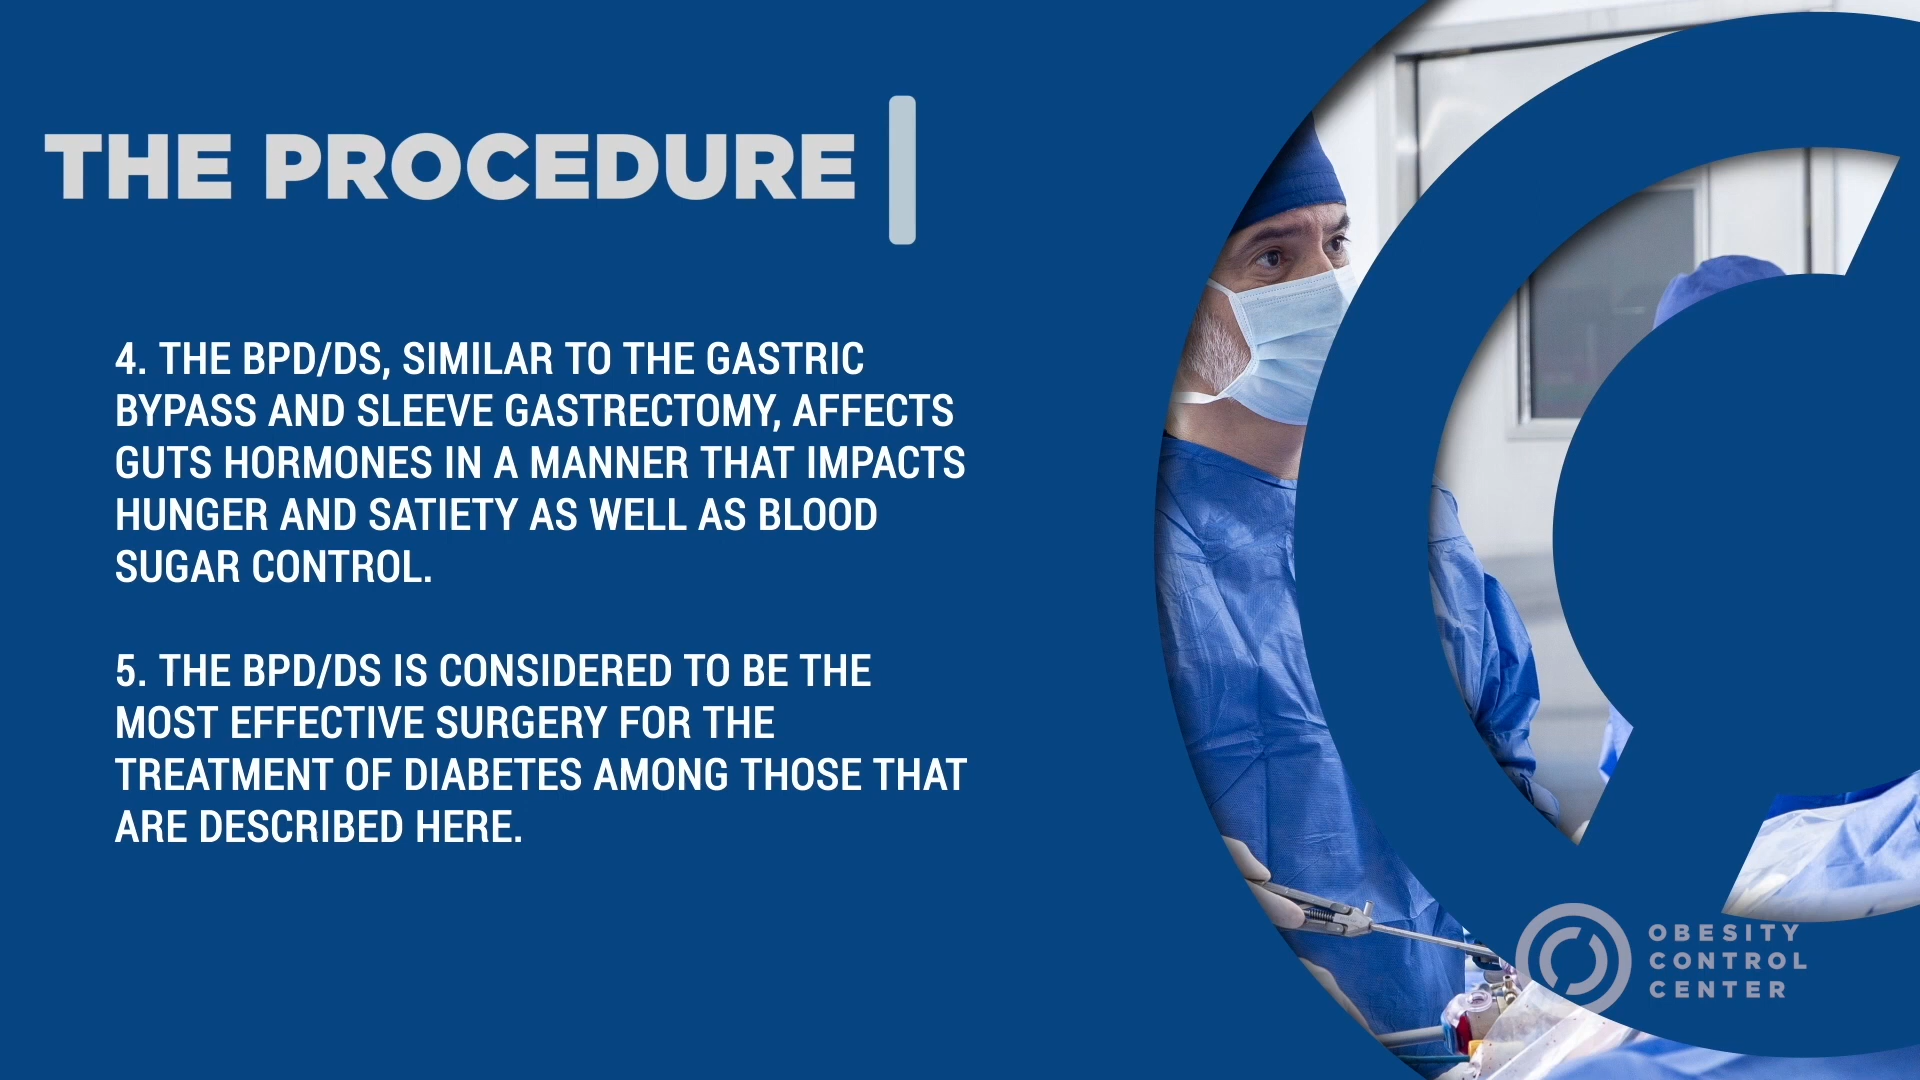 THE PROCEDURE
4. THE BPD/DS, SIMILAR TO THE GASTRIC
BYPASS AND SLEEVE GASTRECTOMY, AFFECTS
GUTS HORMONES IN A MANNER THAT IMPACTS
HUNGER AND SATIETY AS WELL AS BLOOD
SUGAR CONTROL.
5. THE BPD/DS IS CONSIDERED TO BE THE
MOST EFFECTIVE SURGERY FOR THE
TREATMENT OF DIABETES AMONG THOSE THAT
ARE DESCRIBED HERE.
OBESITY
CONTROL
CENTER